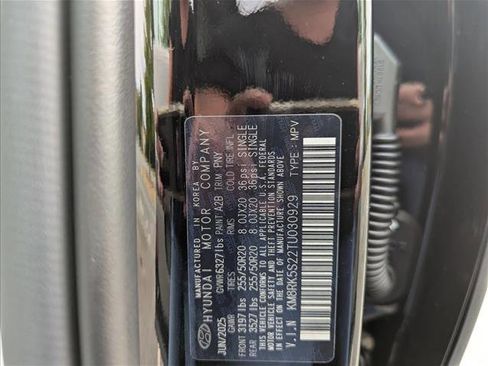 MANUFACTURED IN KOREA BY
HYUNDAI MOTOR COMPANY
JUN/2025 GVWR 6327 lbs PAINT A2B TRIM PNY
GAWR TIRES RIMS COLD TIRE INFL
FRONT 3197 lbs 255/50R20 8.0JX20 36 psi SINGLE
REAR 3527 lbs 255/50R20 8.0JX20 36 psi SINGLE
THIS VEHICLE CONFORMS TO ALL APPLICABLE U.S.A. FEDERAL
MOTOR VEHICLE SAFETY AND THEFT PREVENTION STANDARDS
IN EFFECT ON THE DATE OF MANUFACTURE SHOWN ABOVE.
V.I.N KM8RK5S22TU030929 TYPE: MPV